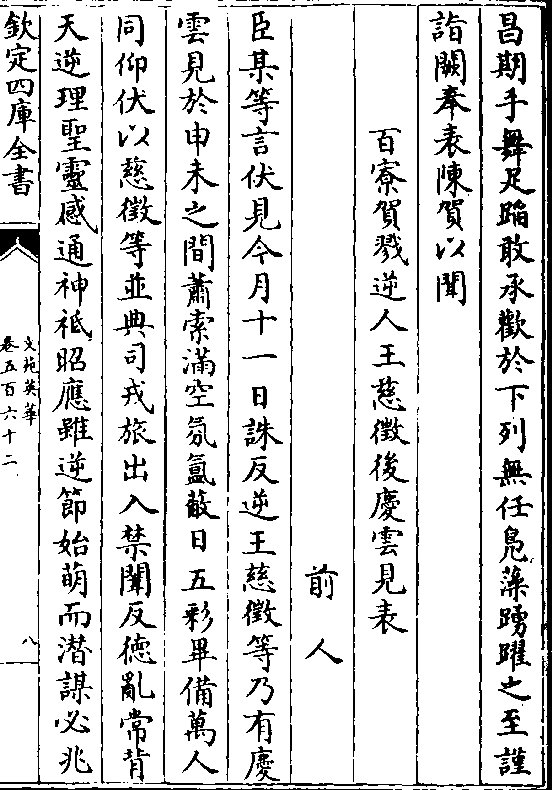 昌期手舞足蹈敢承歡於下列無任鳧藻踴躍之至謹
詣闕奉表陳賀以聞
百寮賀戮逆人王慈徵後慶雲見表
前人
臣某等言伏見今月十一日誅反逆王慈徵等乃有慶
雲見於申未之間蕭索滿空氛氳蔽日五彩畢備萬人
同仰伏以慈徵等並典司戎旅出入禁闈反德亂常背
天逆理聖靈感通神祗昭應雖逆節始萌而潛謀必兆
欽定四庫全書
文苑英華
卷五百六十二
八